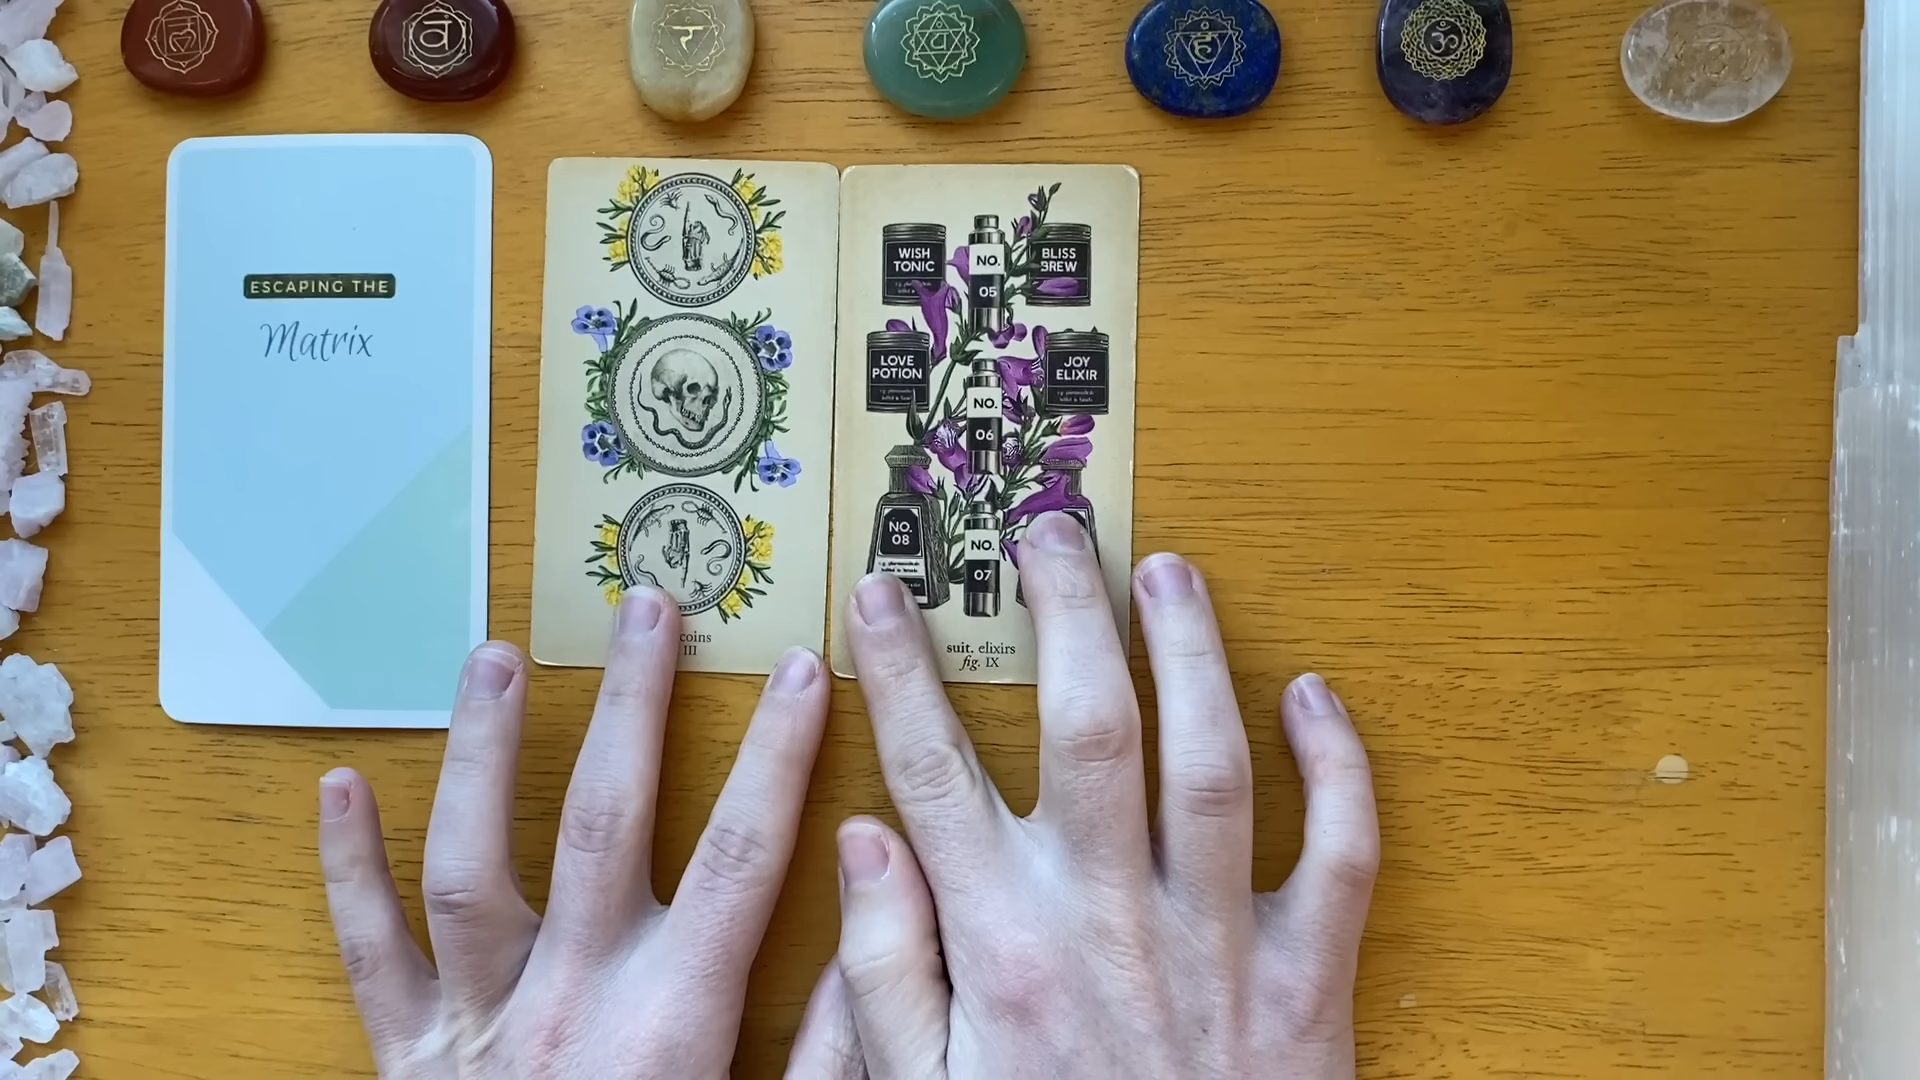 ESCAPING THE
Matrix
coins
III
WISH
TONIC
BLISS
BREW
NO.
05
LOVE
POTION
JOY
ELIXIR
NO.
06
NO.
08
NO.
07
suit. elixirs
fig. IX